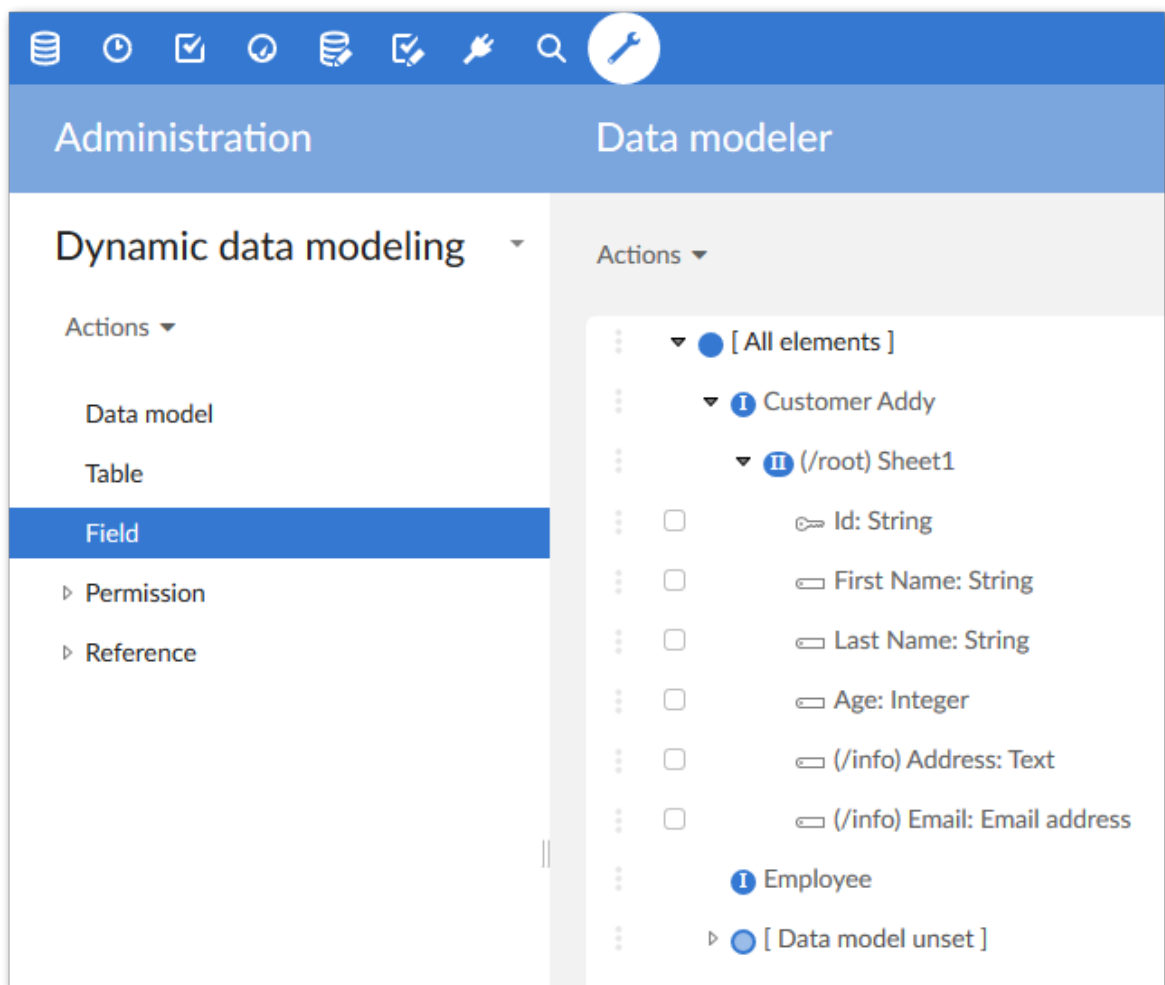 Administration
Data modeler
Dynamic data modeling
Actions
Data model
Table
Field
Permission
Reference
Actions
[ All elements ]
I Customer Addy
II (/root) Sheet1
Id: String
First Name: String
Last Name: String
Age: Integer
(/info) Address: Text
(/info) Email: Email address
I Employee
[ Data model unset ]